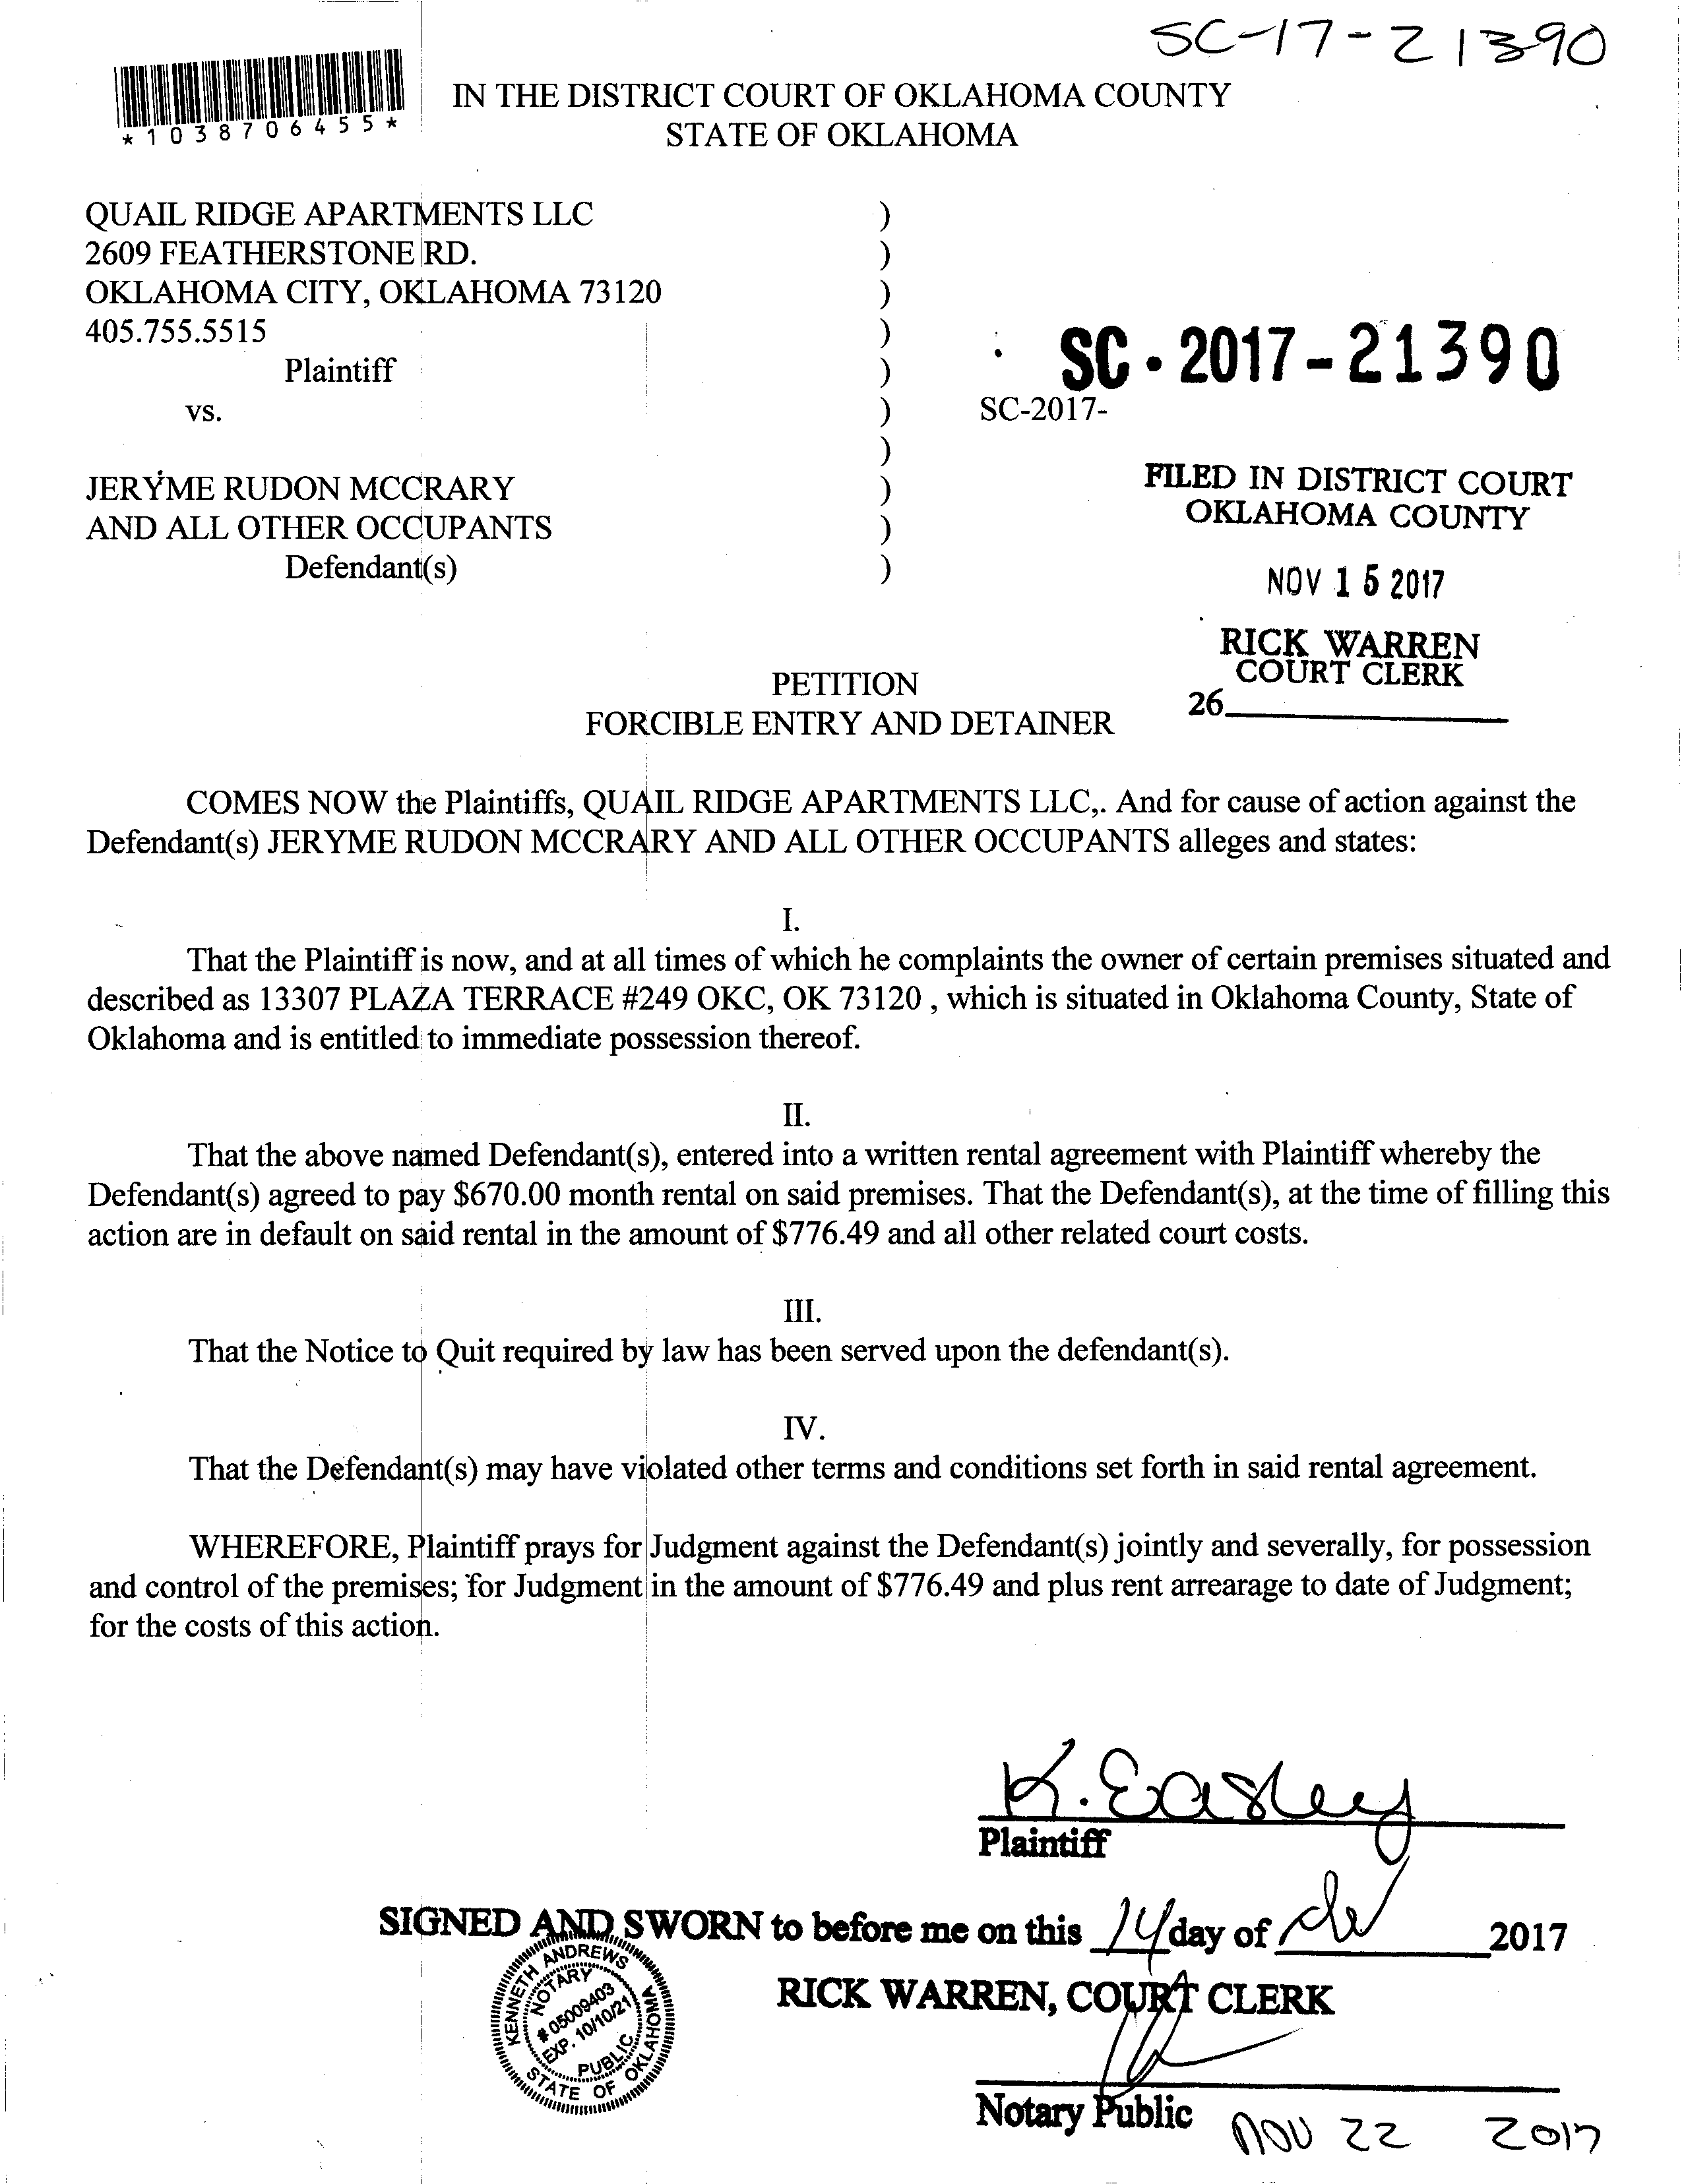 SC-17-21390
*1038706455*
IN THE DISTRICT COURT OF OKLAHOMA COUNTY
STATE OF OKLAHOMA
QUAIL RIDGE APARTMENTS LLC )
2609 FEATHERSTONE RD. )
OKLAHOMA CITY, OKLAHOMA 73120 )
405.755.5515 )
SC·2017-21390
Plaintiff )
vs. ) SC-2017-
)
JERYME RUDON MCCRARY )
AND ALL OTHER OCCUPANTS )
Defendant(s) )
FILED IN DISTRICT COURT
OKLAHOMA COUNTY
NOV 15 2017
RICK WARREN
COURT CLERK
26
PETITION
FORCIBLE ENTRY AND DETAINER
COMES NOW the Plaintiffs, QUAIL RIDGE APARTMENTS LLC,. And for cause of action against the
Defendant(s) JERYME RUDON MCCRARY AND ALL OTHER OCCUPANTS alleges and states:
I.
That the Plaintiff is now, and at all times of which he complaints the owner of certain premises situated and
described as 13307 PLAZA TERRACE #249 OKC, OK 73120 , which is situated in Oklahoma County, State of
Oklahoma and is entitled to immediate possession thereof.
II.
That the above named Defendant(s), entered into a written rental agreement with Plaintiff whereby the
Defendant(s) agreed to pay $670.00 month rental on said premises. That the Defendant(s), at the time of filling this
action are in default on said rental in the amount of $776.49 and all other related court costs.
III.
That the Notice to Quit required by law has been served upon the defendant(s).
IV.
That the Defendant(s) may have violated other terms and conditions set forth in said rental agreement.
WHEREFORE, Plaintiff prays for Judgment against the Defendant(s) jointly and severally, for possession
and control of the premises; for Judgment in the amount of $776.49 and plus rent arrearage to date of Judgment;
for the costs of this action.
K. Easley
Plaintiff
SIGNED AND SWORN to before me on this 14 day of 2017
RICK WARREN, COURT CLERK
KENNETH ANDREWS
NOTARY
# 05009403
EXP. 10/10/21
PUBLIC
STATE OF OKLAHOMA
Notary Public
NOV 22 2017